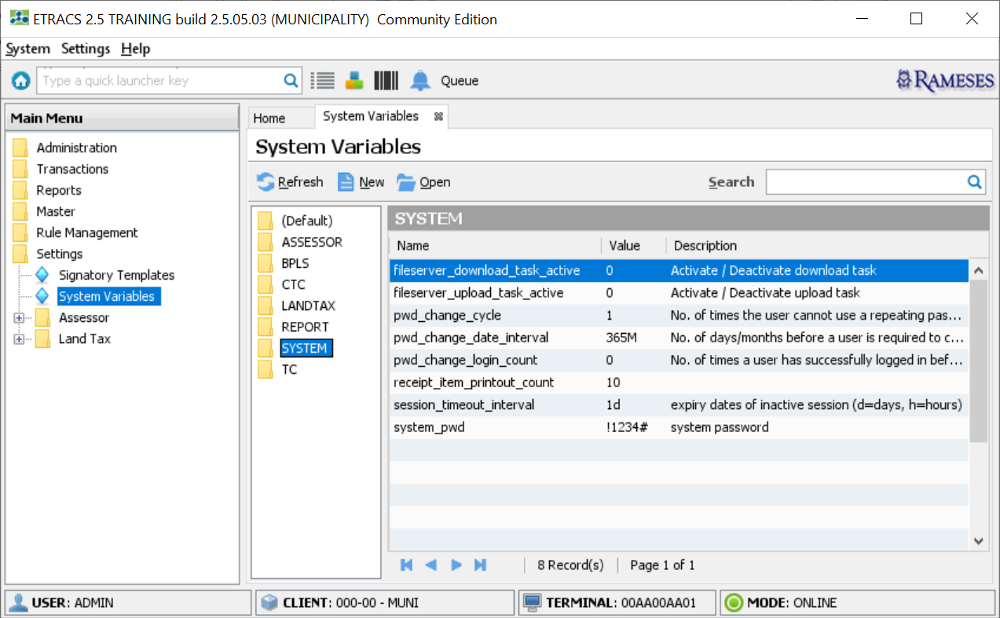 ETRACS 2.5 TRAINING build 2.5.05.03 (MUNICIPALITY)  Community Edition
System Settings Help
Type a quick launcher key
Queue
RAMESES
Main Menu
Administration
Transactions
Reports
Master
Rule Management
Settings
Signatory Templates
System Variables
Assessor
Land Tax
Home System Variables
System Variables
Refresh New Open Search
(Default)
ASSESSOR
BPLS
CTC
LANDTAX
REPORT
SYSTEM
TC
SYSTEM
Name Value Description
fileserver_download_task_active 0 Activate / Deactivate download task
fileserver_upload_task_active 0 Activate / Deactivate upload task
pwd_change_cycle 1 No. of times the user cannot use a repeating pas...
pwd_change_date_interval 365M No. of days/months before a user is required to c...
pwd_change_login_count 0 No. of times a user has successfully logged in bef...
receipt_item_printout_count 10
session_timeout_interval 1d expiry dates of inactive session (d=days, h=hours)
system_pwd !1234# system password
8 Record(s) Page 1 of 1
USER: ADMIN CLIENT: 000-00 - MUNI TERMINAL: 00AA00AA01 MODE: ONLINE